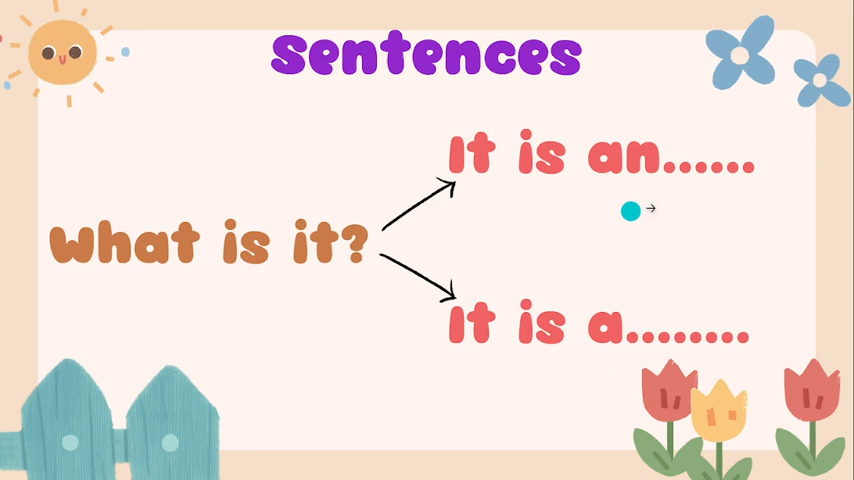 Sentences
It is an......
What is it?
It is a........